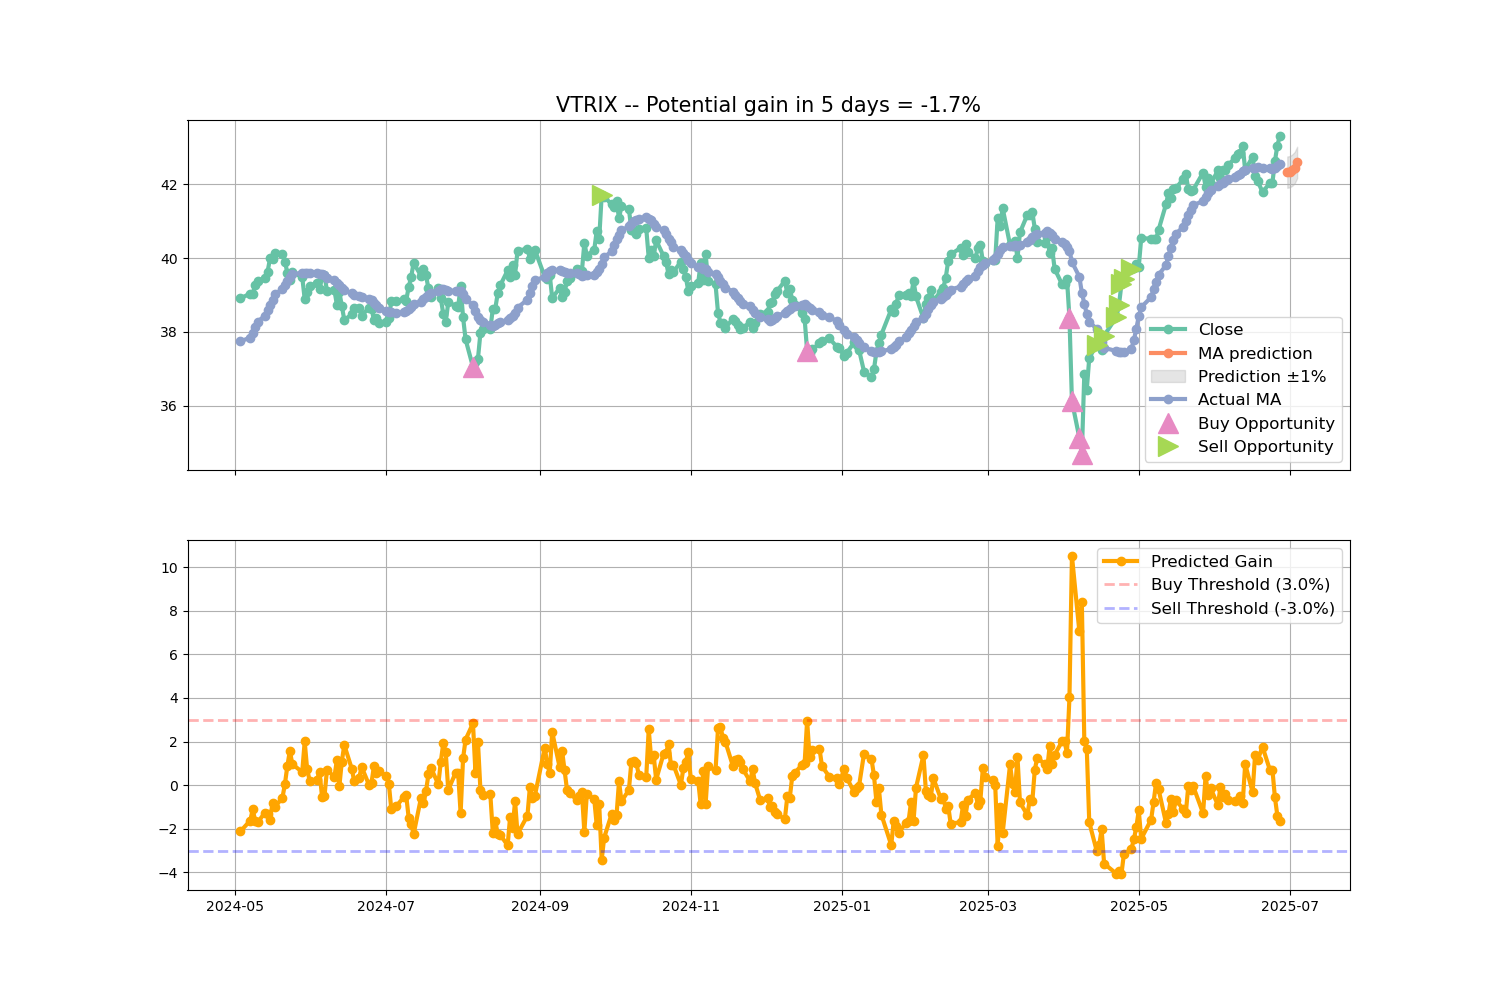 VTRIX -- Potential gain in 5 days = -1.7%
42
40
38
36
Close
MA prediction
Prediction ±1%
Actual MA
Buy Opportunity
Sell Opportunity
10
8
6
4
2
0
−2
−4
Predicted Gain
Buy Threshold (3.0%)
Sell Threshold (-3.0%)
2024-05
2024-07
2024-09
2024-11
2025-01
2025-03
2025-05
2025-07